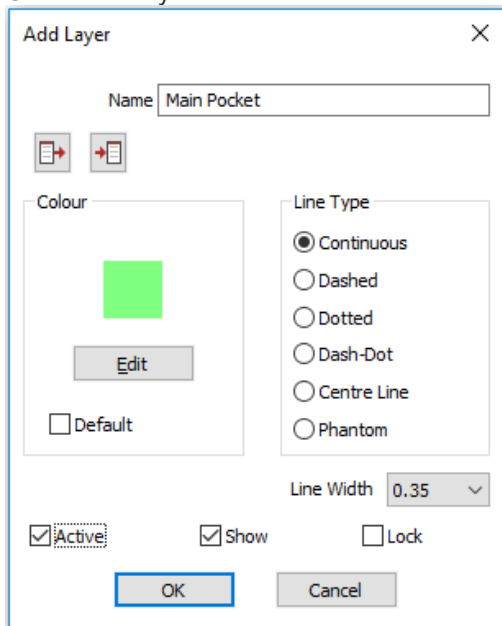 Add Layer
Name Main Pocket
Colour
Line Type
Continuous
Dashed
Dotted
Dash-Dot
Edit
Centre Line
Default
Phantom
Line Width 0.35
Active Show Lock
OK Cancel